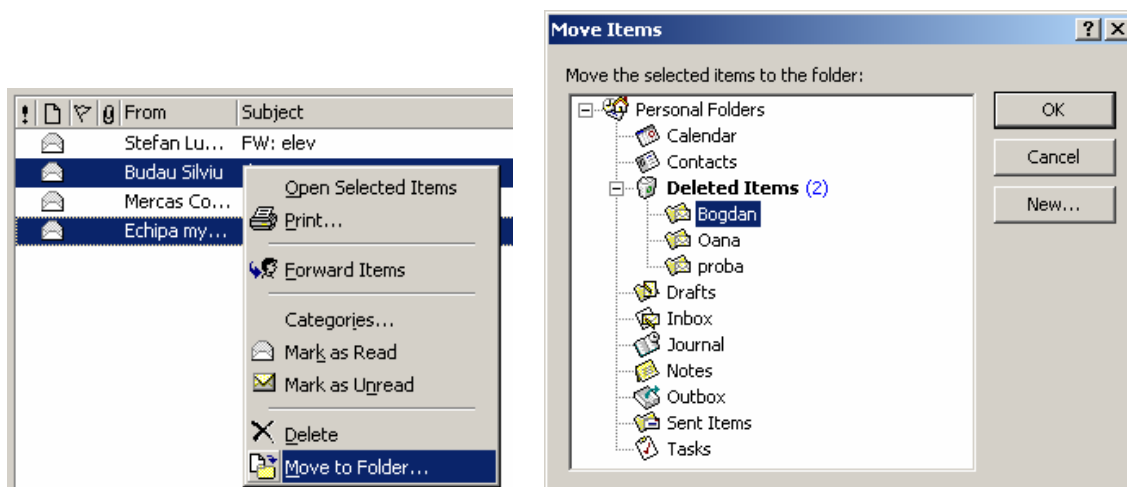 From Subject
Stefan Lu... FW: elev
Budau Silviu
Mercas Co...
Echipa my...
Open Selected Items
Print...
Forward Items
Categories...
Mark as Read
Mark as Unread
Delete
Move to Folder...
Move Items
Move the selected items to the folder:
Personal Folders
Calendar
Contacts
Deleted Items (2)
Bogdan
Oana
proba
Drafts
Inbox
Journal
Notes
Outbox
Sent Items
Tasks
OK
Cancel
New...